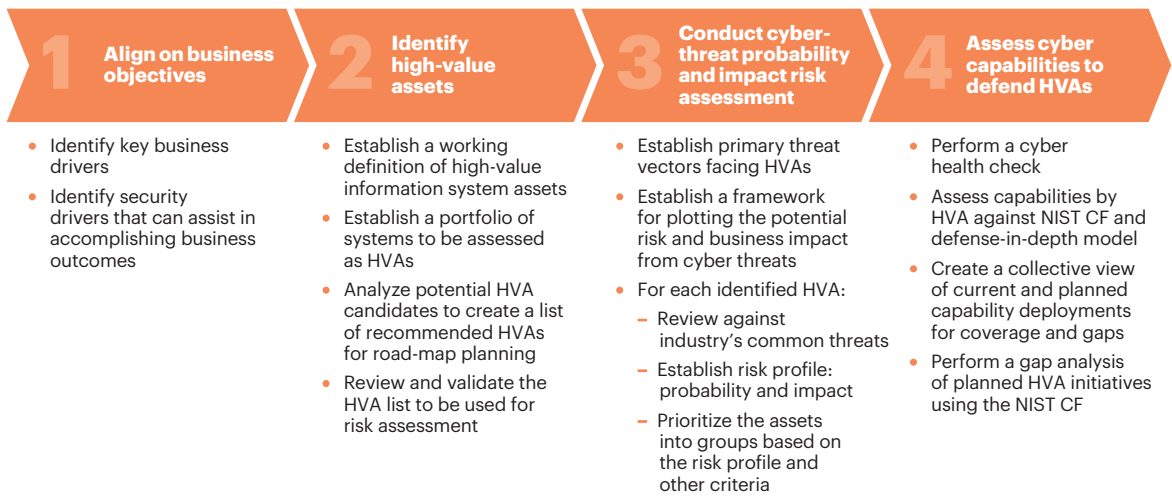 1
Align on business
objectives
• Identify key business
drivers
• Identify security
drivers that can assist in
accomplishing business
outcomes
2
Identify
high-value
assets
• Establish a working
definition of high-value
information system assets
• Establish a portfolio of
systems to be assessed
as HVAs
• Analyze potential HVA
candidates to create a list
of recommended HVAs
for road-map planning
• Review and validate the
HVA list to be used for
risk assessment
3
Conduct cyber-
threat probability
and impact risk
assessment
• Establish primary threat
vectors facing HVAs
• Establish a framework
for plotting the potential
risk and business impact
from cyber threats
• For each identified HVA:
– Review against
industry’s common threats
– Establish risk profile:
probability and impact
– Prioritize the assets
into groups based on
the risk profile and
other criteria
4
Assess cyber
capabilities to
defend HVAs
• Perform a cyber
health check
• Assess capabilities by
HVA against NIST CF and
defense-in-depth model
• Create a collective view
of current and planned
capability deployments
for coverage and gaps
• Perform a gap analysis
of planned HVA initiatives
using the NIST CF